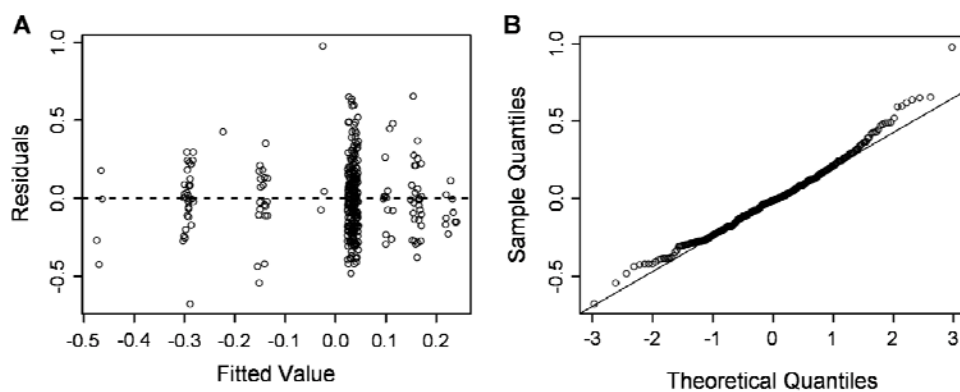 A
B
1.0
0.5
0.0
-0.5
Residuals
-0.5 -0.4 -0.3 -0.2 -0.1 0.0 0.1 0.2
Fitted Value
1.0
0.5
0.0
-0.5
Sample Quantiles
-3 -2 -1 0 1 2 3
Theoretical Quantiles